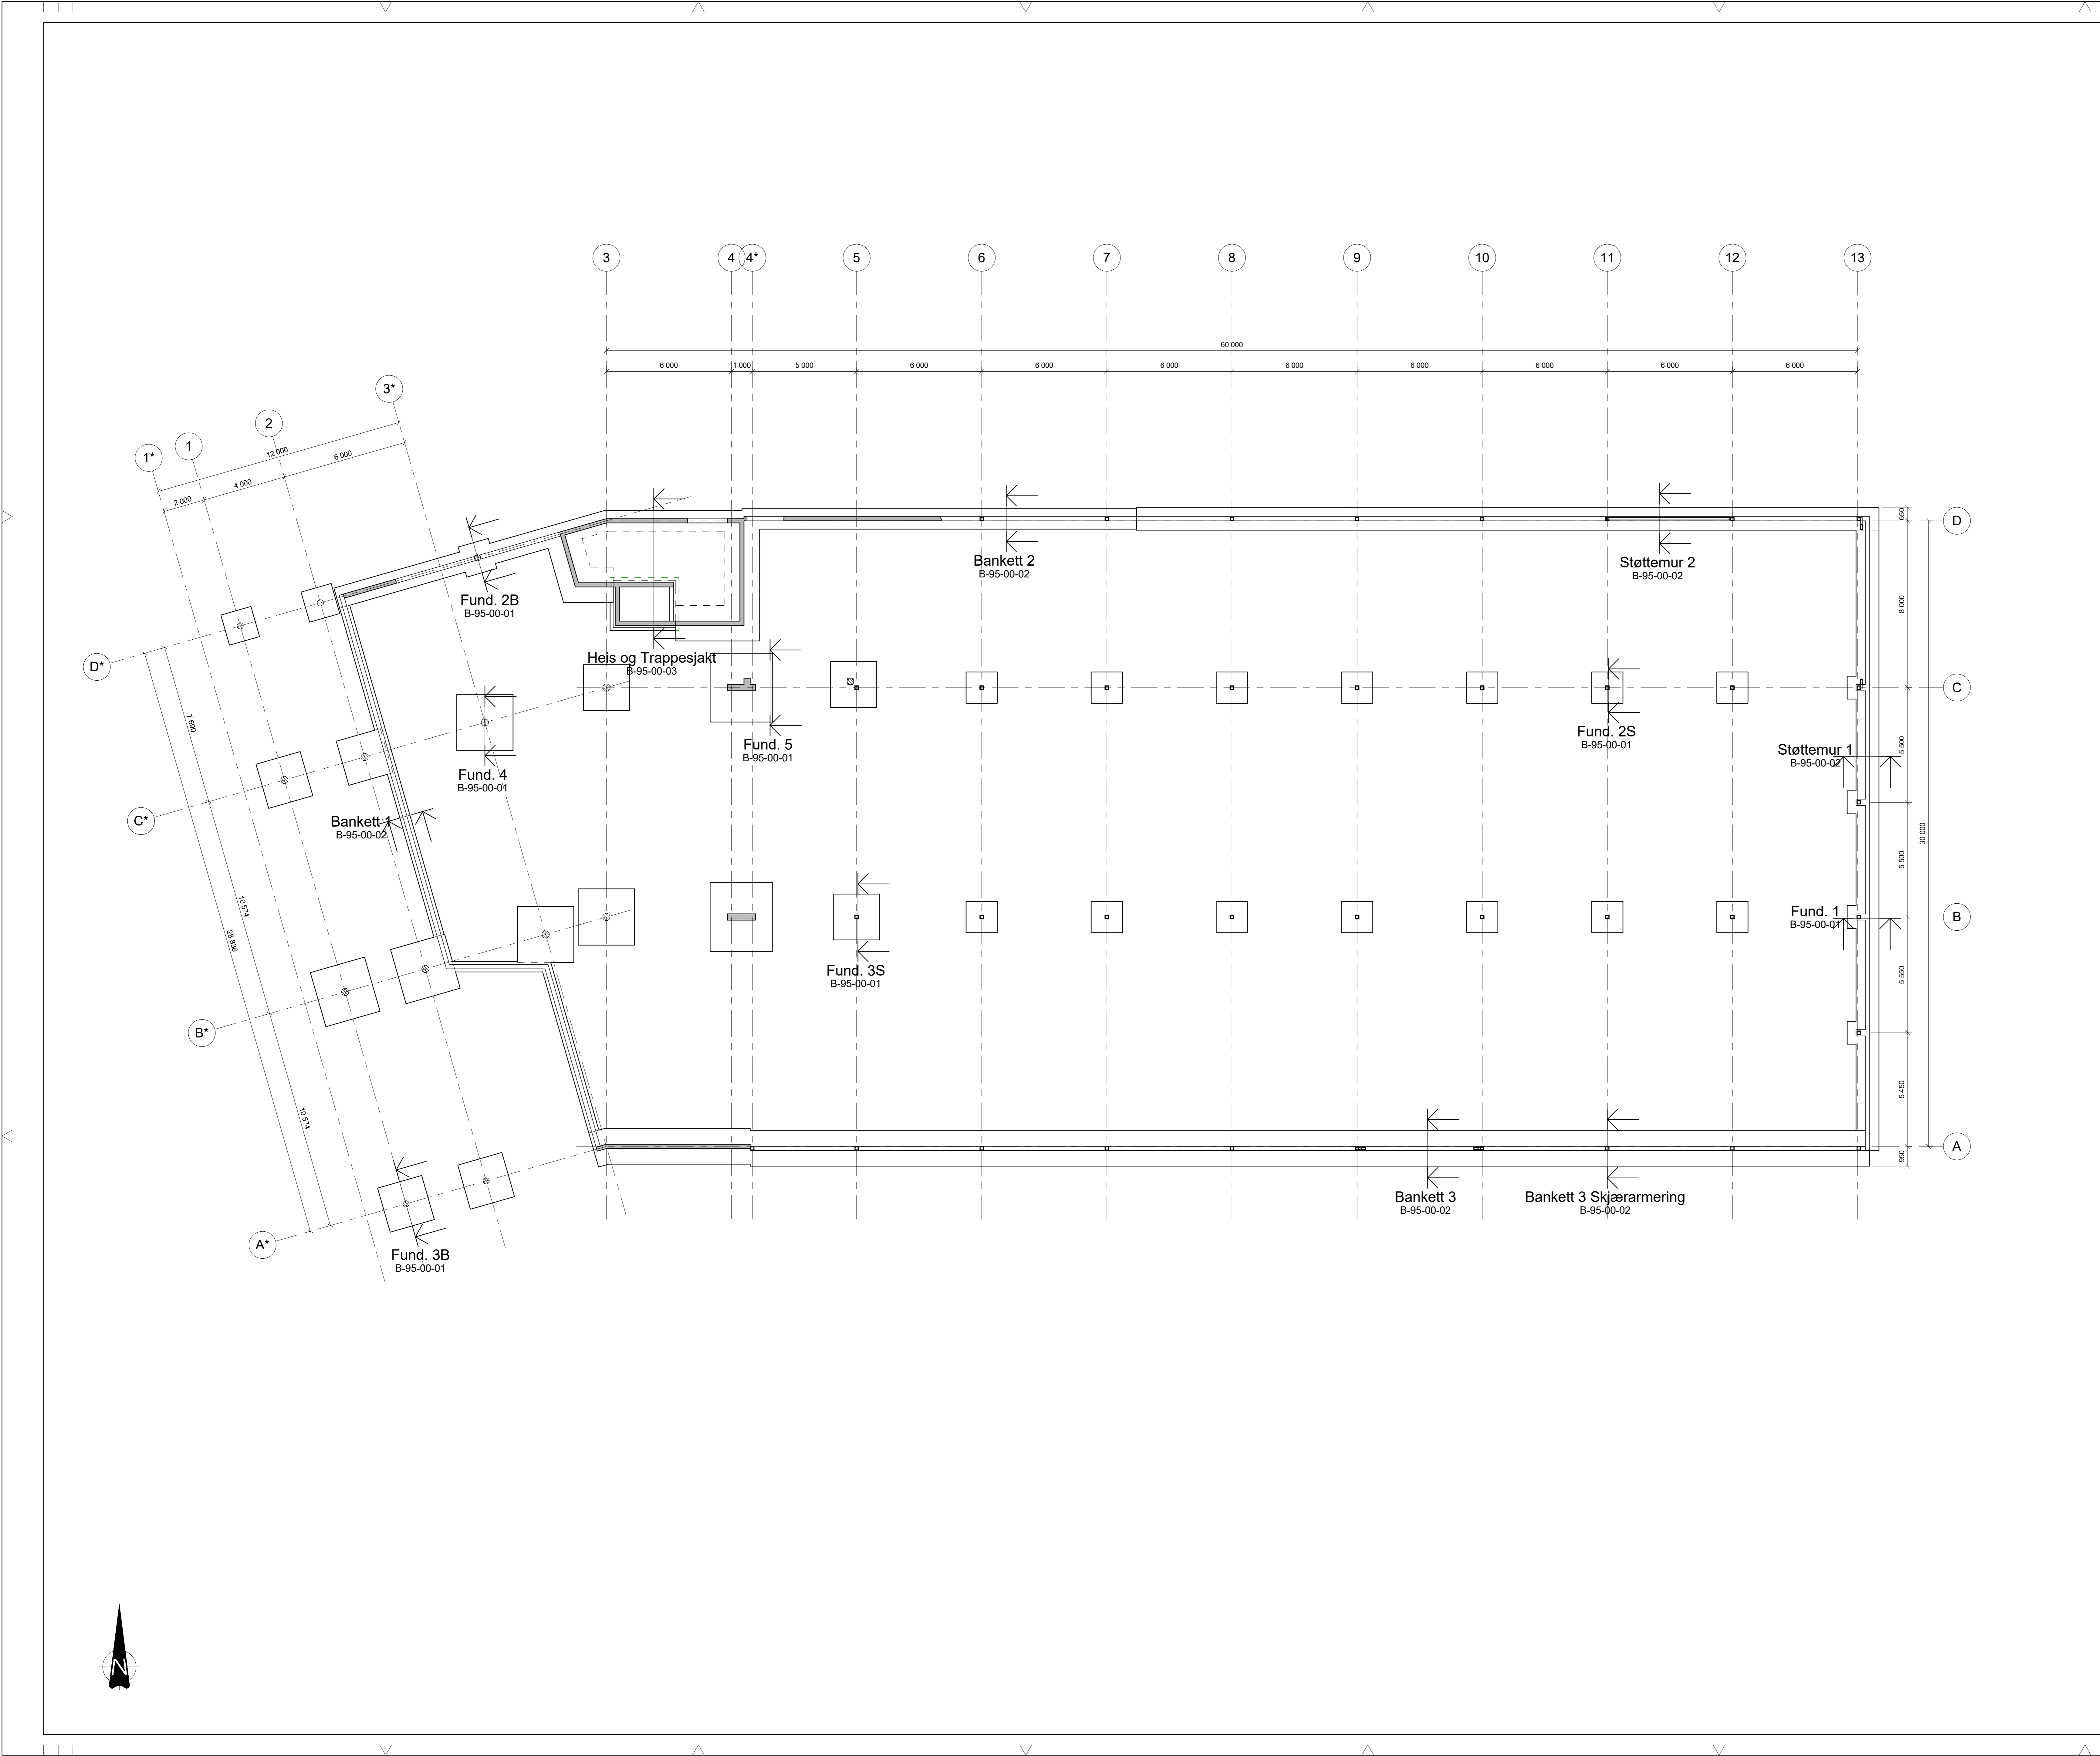 3 4 4* 5 6 7 8 9 10 11 12 13
60 000
6 000 1 000 5 000 6 000 6 000 6 000 6 000 6 000 6 000 6 000 6 000
3*
2
1
1*
12 000
6 000
4 000
2 000
650
D
Bankett 2
B-95-00-02
Støttemur 2
B-95-00-02
Fund. 2B
B-95-00-01
8 000
D*
Heis og Trappesjakt
B-95-00-03
C
7 690
Fund. 5
B-95-00-01
Fund. 2S
B-95-00-01
5 500
Støttemur 1
B-95-00-02
Fund. 4
B-95-00-01
C*
Bankett 1
B-95-00-02
30 000
5 500
10 574
28 838
Fund. 1
B-95-00-01
B
Fund. 3S
B-95-00-01
5 550
B*
5 450
10 574
A
950
Bankett 3
B-95-00-02
Bankett 3 Skjærarmering
B-95-00-02
A*
Fund. 3B
B-95-00-01
N